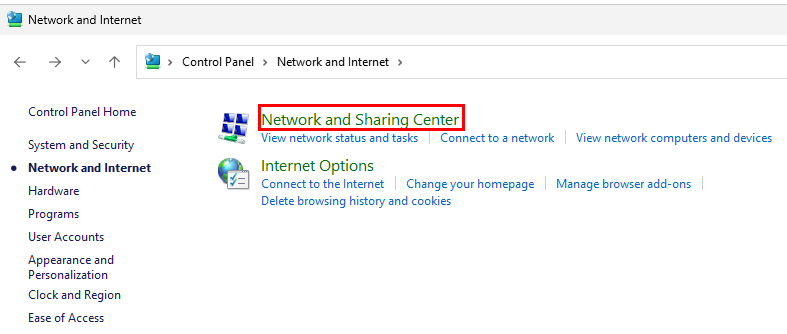 Network and Internet
Control Panel > Network and Internet >
Control Panel Home
System and Security
Network and Internet
Hardware
Programs
User Accounts
Appearance and
Personalization
Clock and Region
Ease of Access
Network and Sharing Center
View network status and tasks | Connect to a network | View network computers and devices
Internet Options
Connect to the Internet | Change your homepage | Manage browser add-ons |
Delete browsing history and cookies